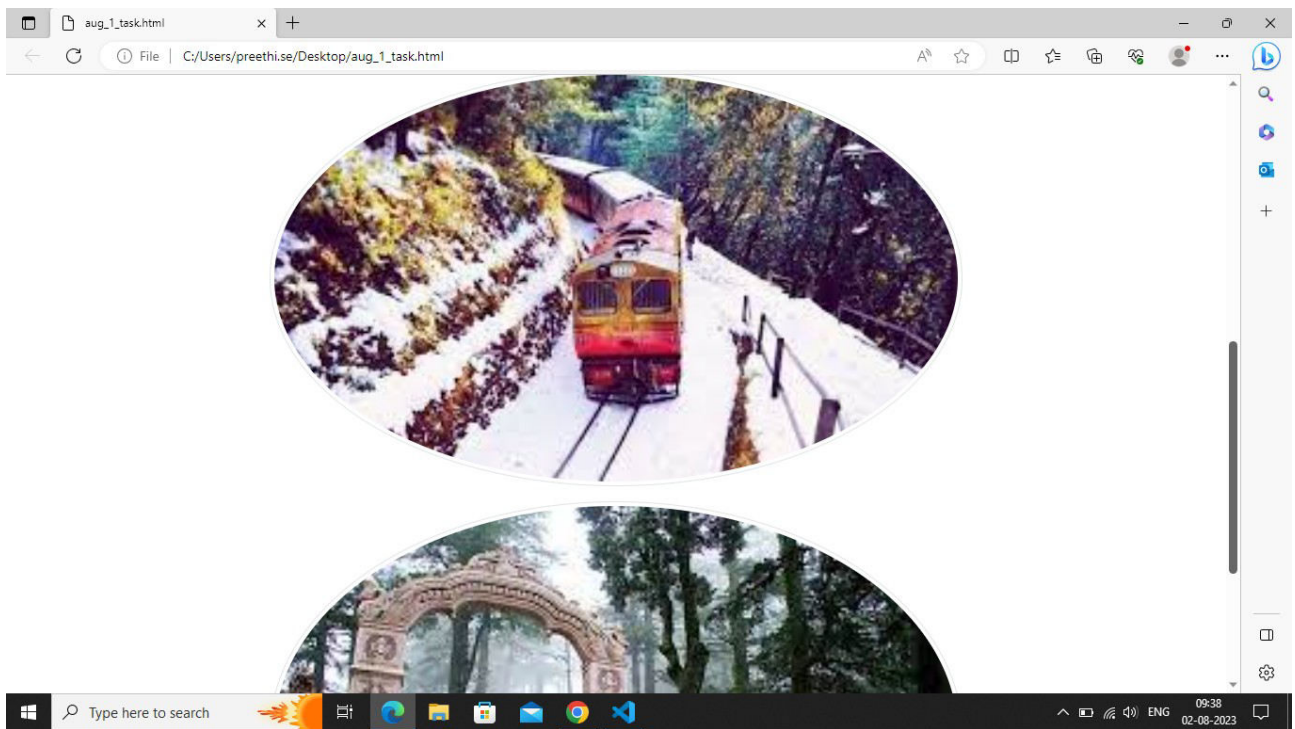 aug_1_task.html
File | C:/Users/preethi.se/Desktop/aug_1_task.html
Type here to search
ENG
09:38
02-08-2023